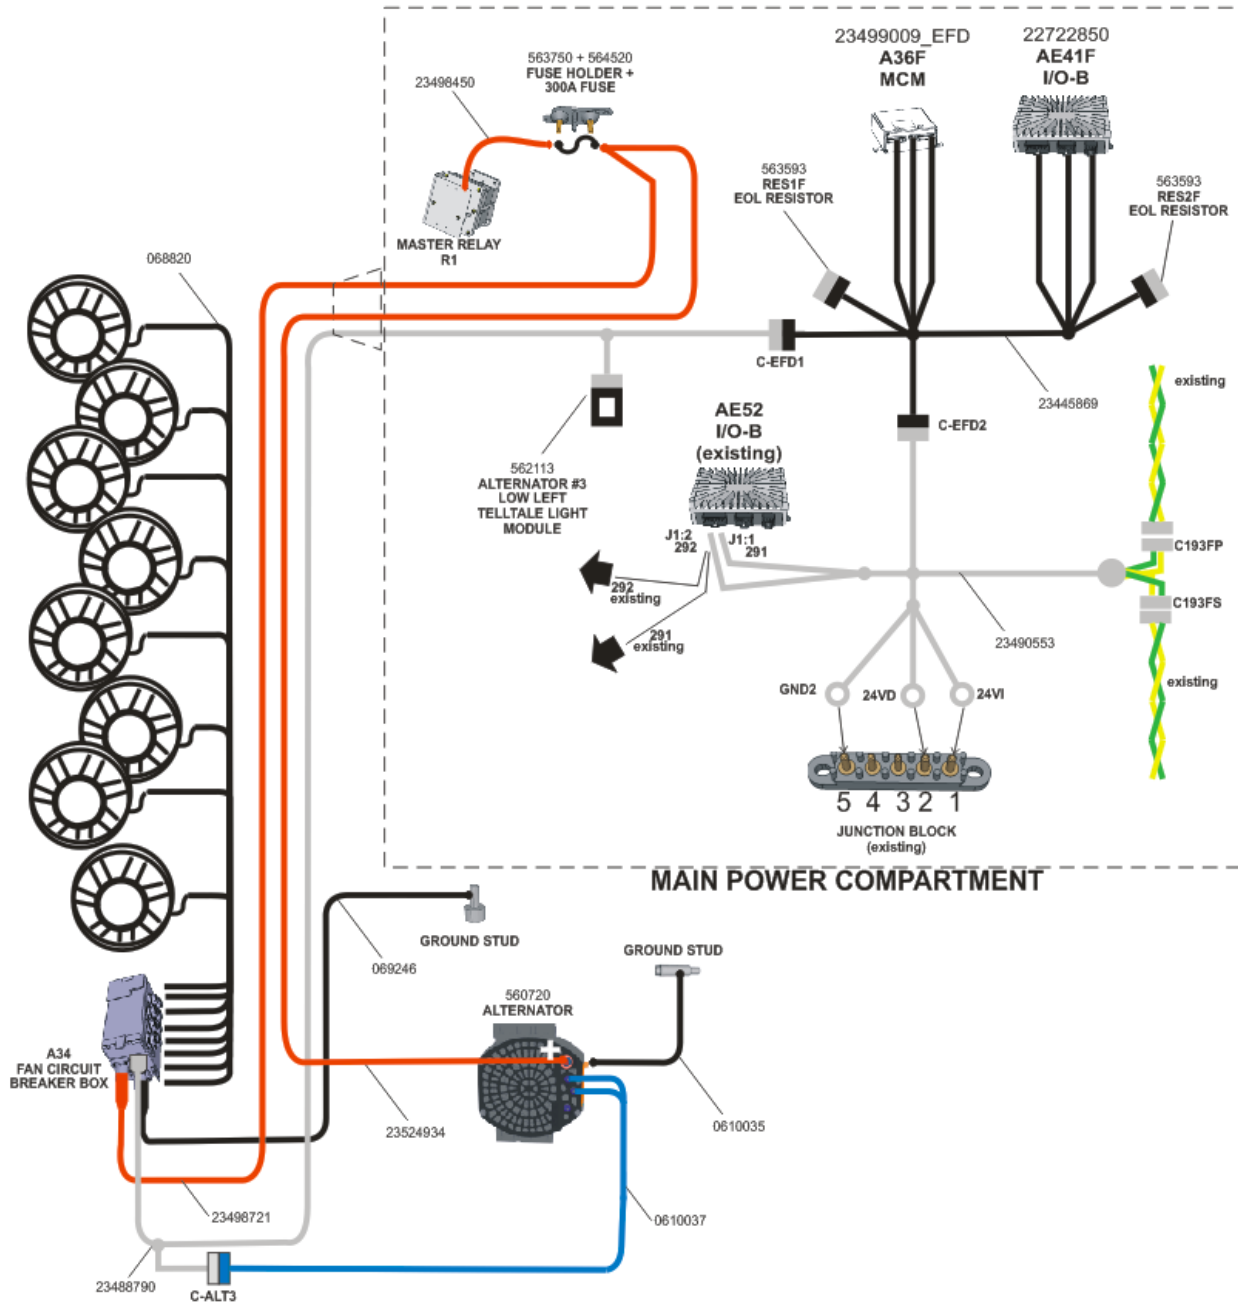 563750 + 564520
FUSE HOLDER +
300A FUSE
23498450
23499009_EFD
A36F
MCM
22722850
AE41F
I/O-B
563593
RES1F
EOL RESISTOR
563593
RES2F
EOL RESISTOR
MASTER RELAY
R1
068820
C-EFD1
23445869
existing
AE52
I/O-B
(existing)
C-EFD2
562113
ALTERNATOR #3
LOW LEFT
TELLTALE LIGHT
MODULE
J1:2
292
J1:1
291
C193FP
292
existing
C193FS
291
existing
23490553
existing
GND2
24VD
24VI
5 4 3 2 1
JUNCTION BLOCK
(existing)
MAIN POWER COMPARTMENT
GROUND STUD
GROUND STUD
069246
560720
ALTERNATOR
A34
FAN CIRCUIT
BREAKER BOX
23524934
0610035
23498721
0610037
23488790
C-ALT3